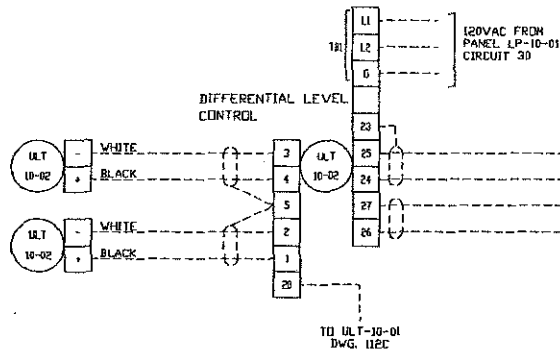 L1
L2
G
TB1
120VAC FROM
PANEL LP-10-01
CIRCUIT 30
DIFFERENTIAL LEVEL
CONTROL
23
25
24
27
26
ULT
10-02
3
4
5
2
1
28
ULT
10-02
-
+
WHITE
BLACK
ULT
10-02
-
+
WHITE
BLACK
TO ULT-10-01
DWG. 112C